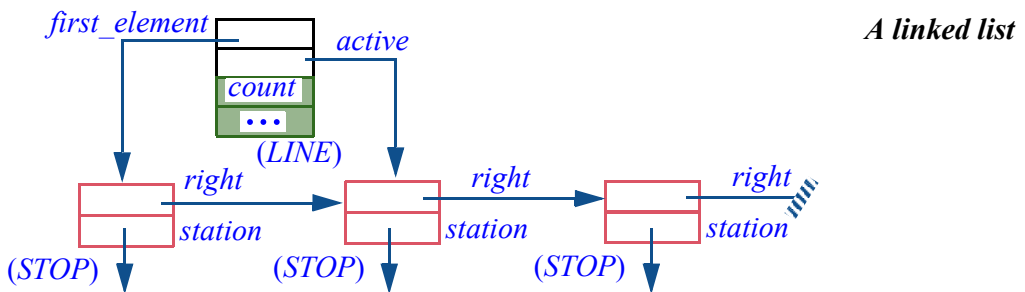 A linked list
first_element
active
count
...
(LINE)
right
right
right
station
station
station
(STOP)
(STOP)
(STOP)